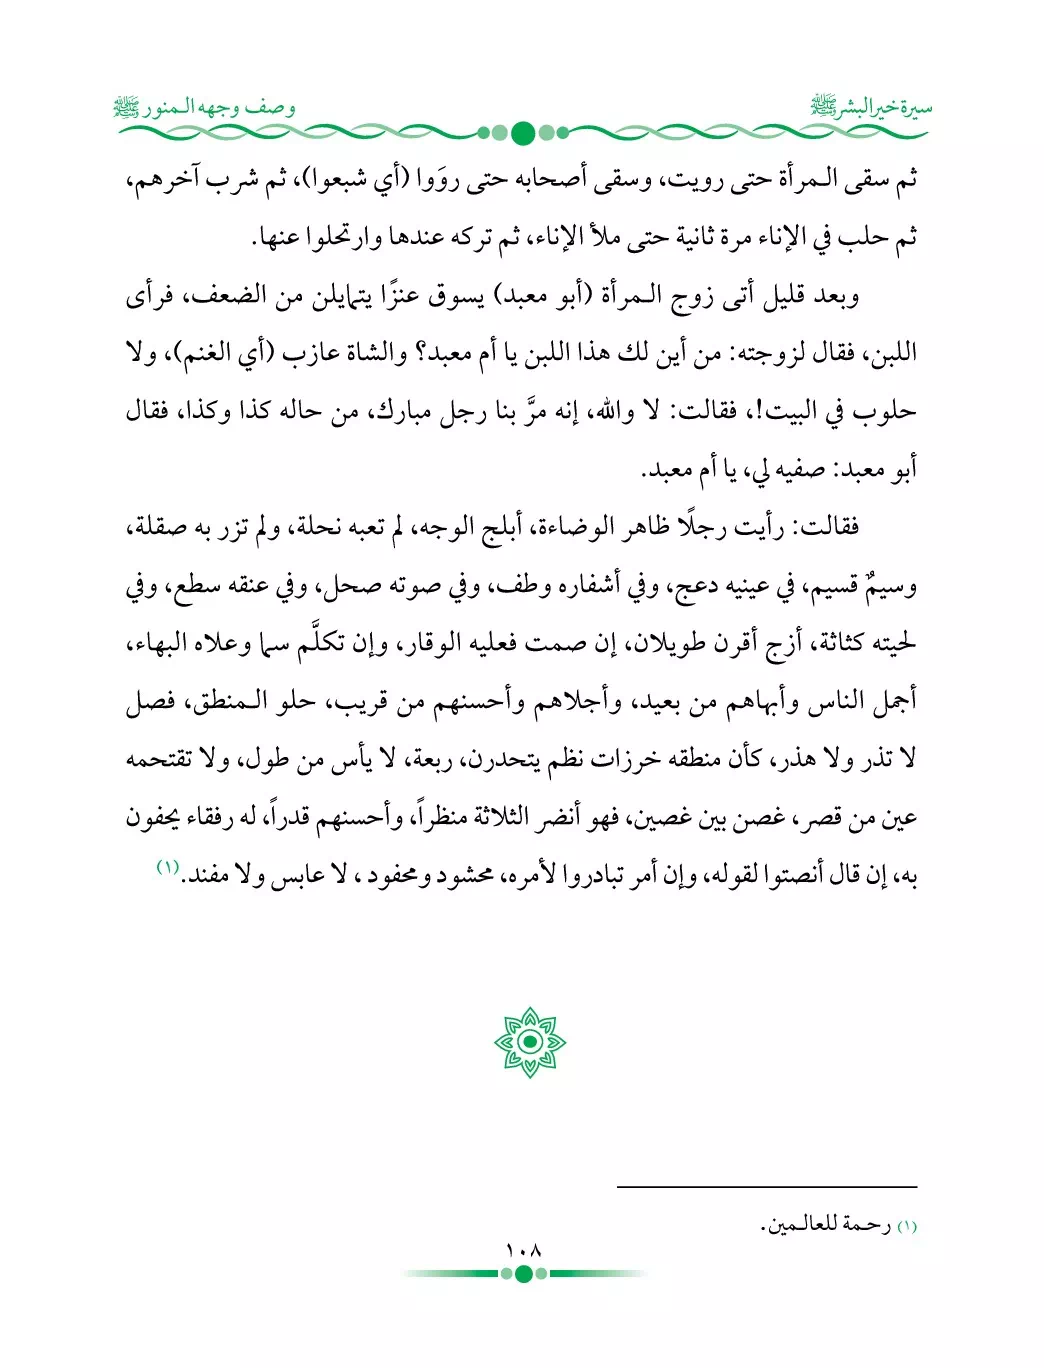 سيرة خير البشر ﷺ
وصف وجهه المنور ﷺ
ثم سقى المرأة حتى رويت، وسقى أصحابه حتى روَوا (أي شبعوا)، ثم شرب آخرهم،
ثم حلب في الإناء مرة ثانية حتى ملأ الإناء، ثم تركه عندها وارتحلوا عنها.
وبعد قليل أتى زوج المرأة (أبو معبد) يسوق عنزًا يتمايلن من الضعف، فرأى
اللبن، فقال لزوجته: من أين لك هذا اللبن يا أم معبد؟ والشاة عازب (أي الغنم)، ولا
حلوب في البيت!، فقالت: لا والله، إنه مرَّ بنا رجل مبارك، من حاله كذا وكذا، فقال
أبو معبد: صفيه لي، يا أم معبد.
فقالت: رأيت رجلًا ظاهر الوضاءة، أبلج الوجه، لم تعبه نحلة، ولم تزر به صقلة،
وسيمٌ قسيم، في عينيه دعج، وفي أشفاره وطف، وفي صوته صحل، وفي عنقه سطع، وفي
لحيته كثاثة، أزج أقرن طويلان، إن صمت فعليه الوقار، وإن تكلَّم سما وعلاه البهاء،
أجمل الناس وأبهاهم من بعيد، وأجلاهم وأحسنهم من قريب، حلو المنطق، فصل
لا تذر ولا هذر، كأن منطقه خرزات نظم يتحدرن، ربعة، لا يأس من طول، ولا تقتحمه
عين من قصر، غصن بين غصين، فهو أنضر الثلاثة منظراً، وأحسنهم قدراً، له رفقاء يحفون
به، إن قال أنصتوا لقوله، وإن أمر تبادروا لأمره، محشود ومحفود ، لا عابس ولا مفند.(١)
(١) رحمة للعالمين.
١٠٨